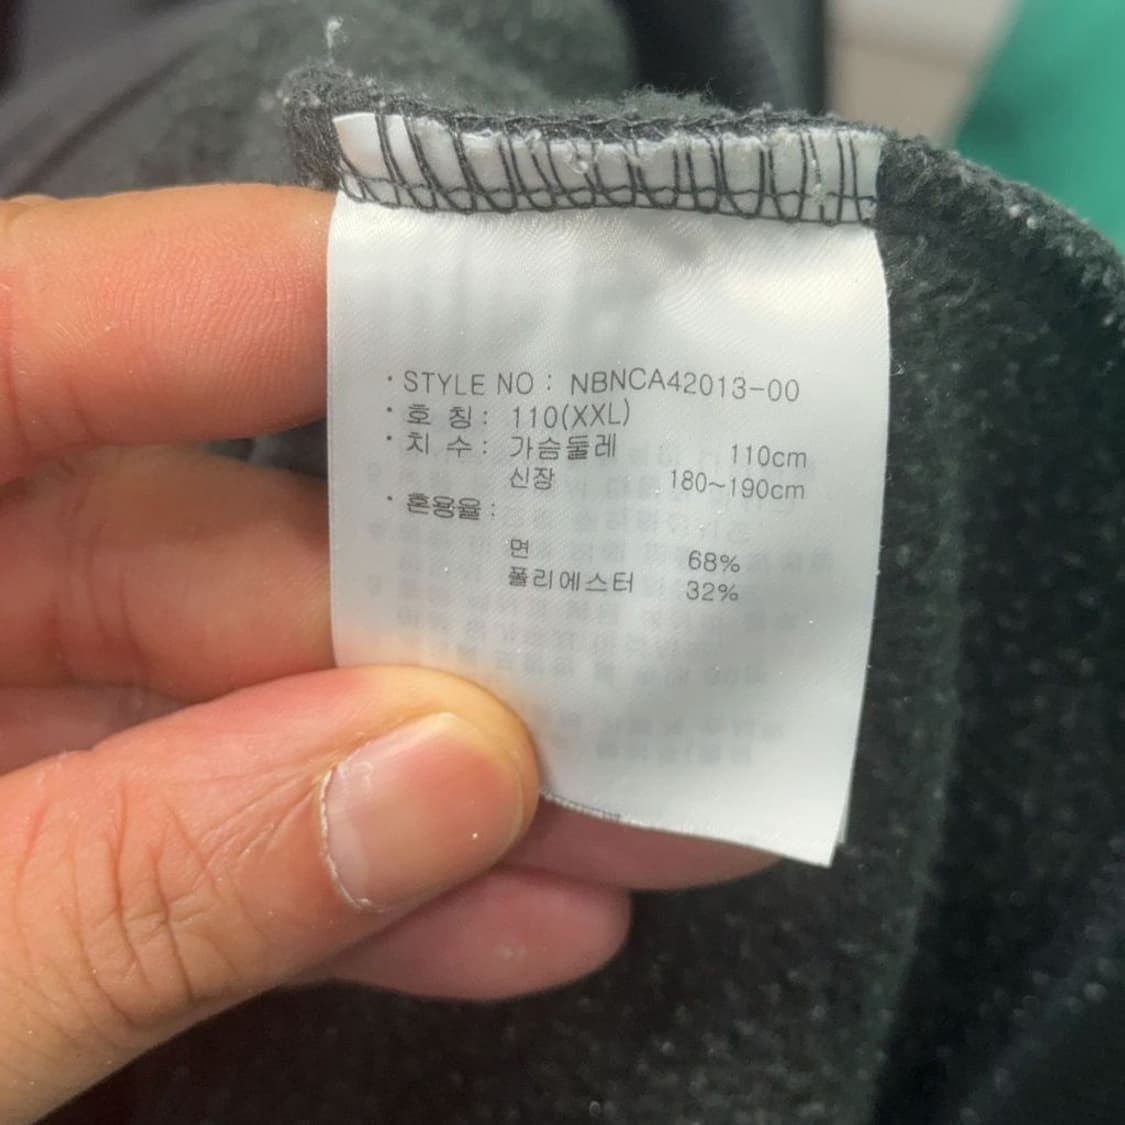 · STYLE NO : NBNCA42013-00
· 호 칭 : 110(XXL)
· 치 수 : 가슴둘레 110cm
신장 180~190cm
· 혼용율 :
면 68%
폴리에스터 32%